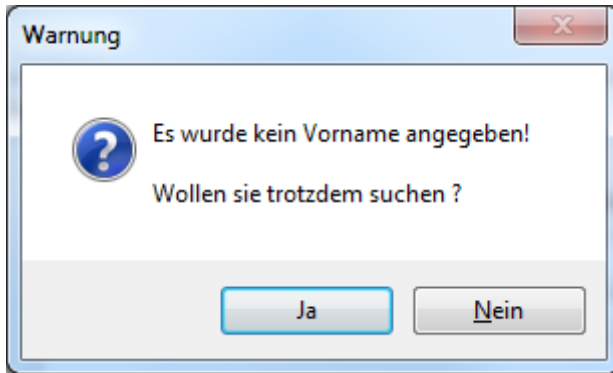 Warnung
Es wurde kein Vorname angegeben!
Wollen sie trotzdem suchen ?
Ja
Nein